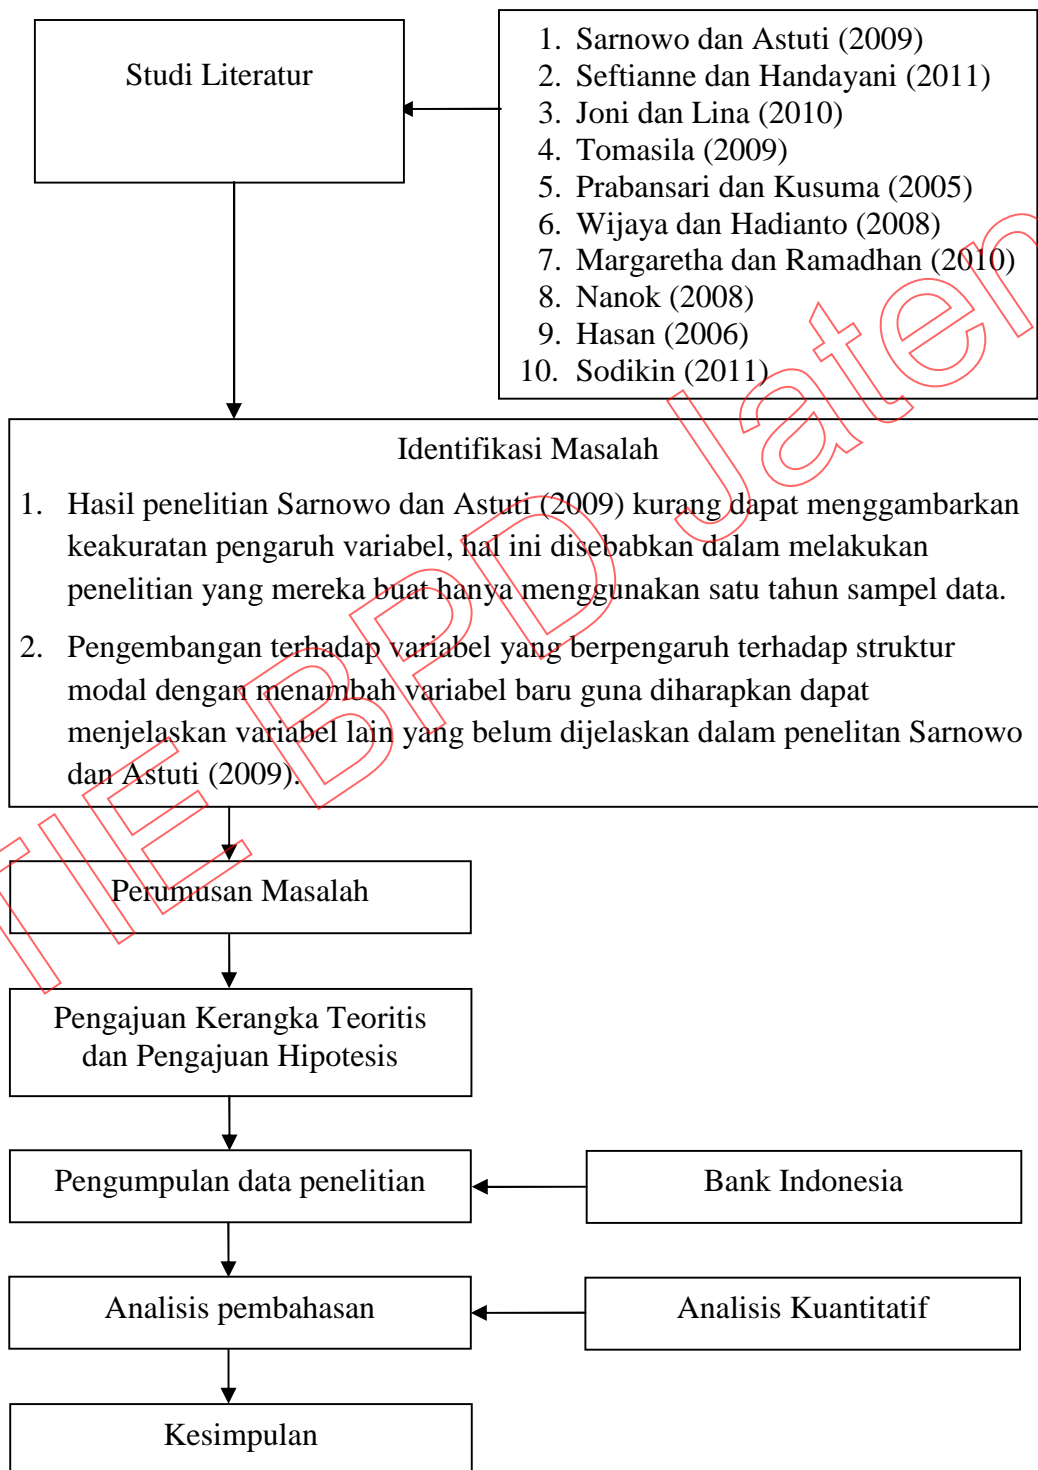 Studi Literatur
1. Sarnowo dan Astuti (2009)
2. Seftianne dan Handayani (2011)
3. Joni dan Lina (2010)
4. Tomasila (2009)
5. Prabansari dan Kusuma (2005)
6. Wijaya dan Hadianto (2008)
7. Margaretha dan Ramadhan (2010)
8. Nanok (2008)
9. Hasan (2006)
10. Sodikin (2011)
Identifikasi Masalah
1. Hasil penelitian Sarnowo dan Astuti (2009) kurang dapat menggambarkan
keakuratan pengaruh variabel, hal ini disebabkan dalam melakukan
penelitian yang mereka buat hanya menggunakan satu tahun sampel data.
2. Pengembangan terhadap variabel yang berpengaruh terhadap struktur
modal dengan menambah variabel baru guna diharapkan dapat
menjelaskan variabel lain yang belum dijelaskan dalam penelitan Sarnowo
dan Astuti (2009).
Perumusan Masalah
Pengajuan Kerangka Teoritis
dan Pengajuan Hipotesis
Pengumpulan data penelitian
Bank Indonesia
Analisis pembahasan
Analisis Kuantitatif
Kesimpulan
TIE BPD Jaten